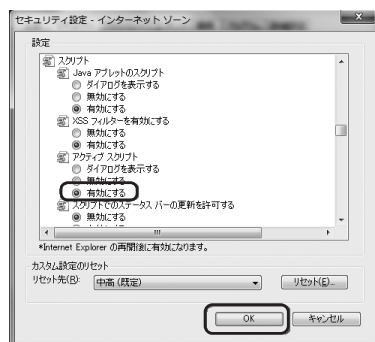 セキュリティ設定 - インターネット ゾーン
設定
スクリプト
Java アプレットのスクリプト
ダイアログを表示する
無効にする
有効にする
XSS フィルターを有効にする
無効にする
有効にする
アクティブ スクリプト
ダイアログを表示する
無効にする
有効にする
スクリプトでのステータス バーの更新を許可する
無効にする
*Internet Explorer の再開後に有効になります。
カスタム設定のリセット
リセット先(R): 中高 (既定) リセット(E)...
OK キャンセル